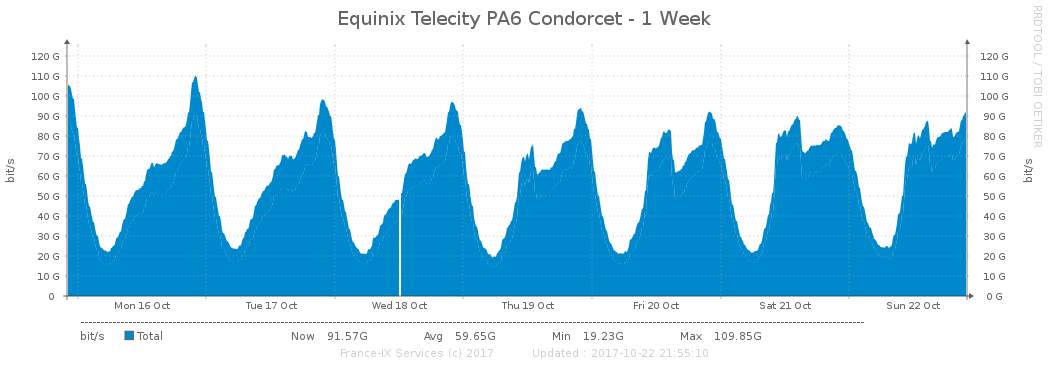 Equinix Telecity PA6 Condorcet - 1 Week
RRDTOOL / TOBI OETIKER
bit/s
120 G 120 G
110 G 110 G
100 G 100 G
90 G 90 G
80 G 80 G
70 G 70 G
60 G 60 G
50 G 50 G
40 G 40 G
30 G 30 G
20 G 20 G
10 G 10 G
0 0 G
bit/s
Mon 16 Oct Tue 17 Oct Wed 18 Oct Thu 19 Oct Fri 20 Oct Sat 21 Oct Sun 22 Oct
bit/s Total Now 91.57G Avg 59.65G Min 19.23G Max 109.85G
France-IX Services (c) 2017 Updated : 2017-10-22 21:55:10